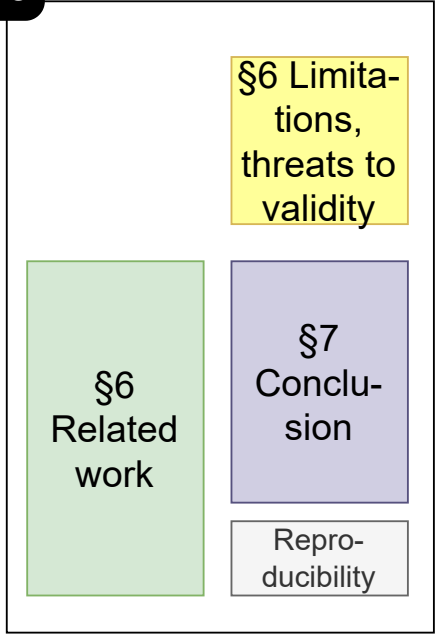 §6 Limita-
tions,
threats to
validity
§6
Related
work
§7
Conclu-
sion
Repro-
ducibility